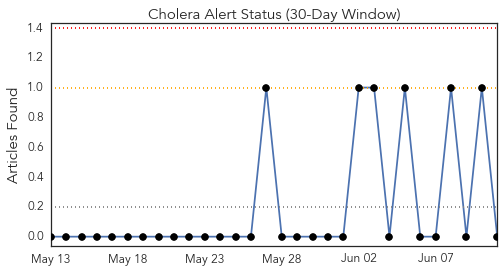 Cholera Alert Status (30-Day Window)
Articles Found
1.4
1.2
1.0
0.8
0.6
0.4
0.2
0.0
May 13 May 18 May 23 May 28 Jun 02 Jun 07